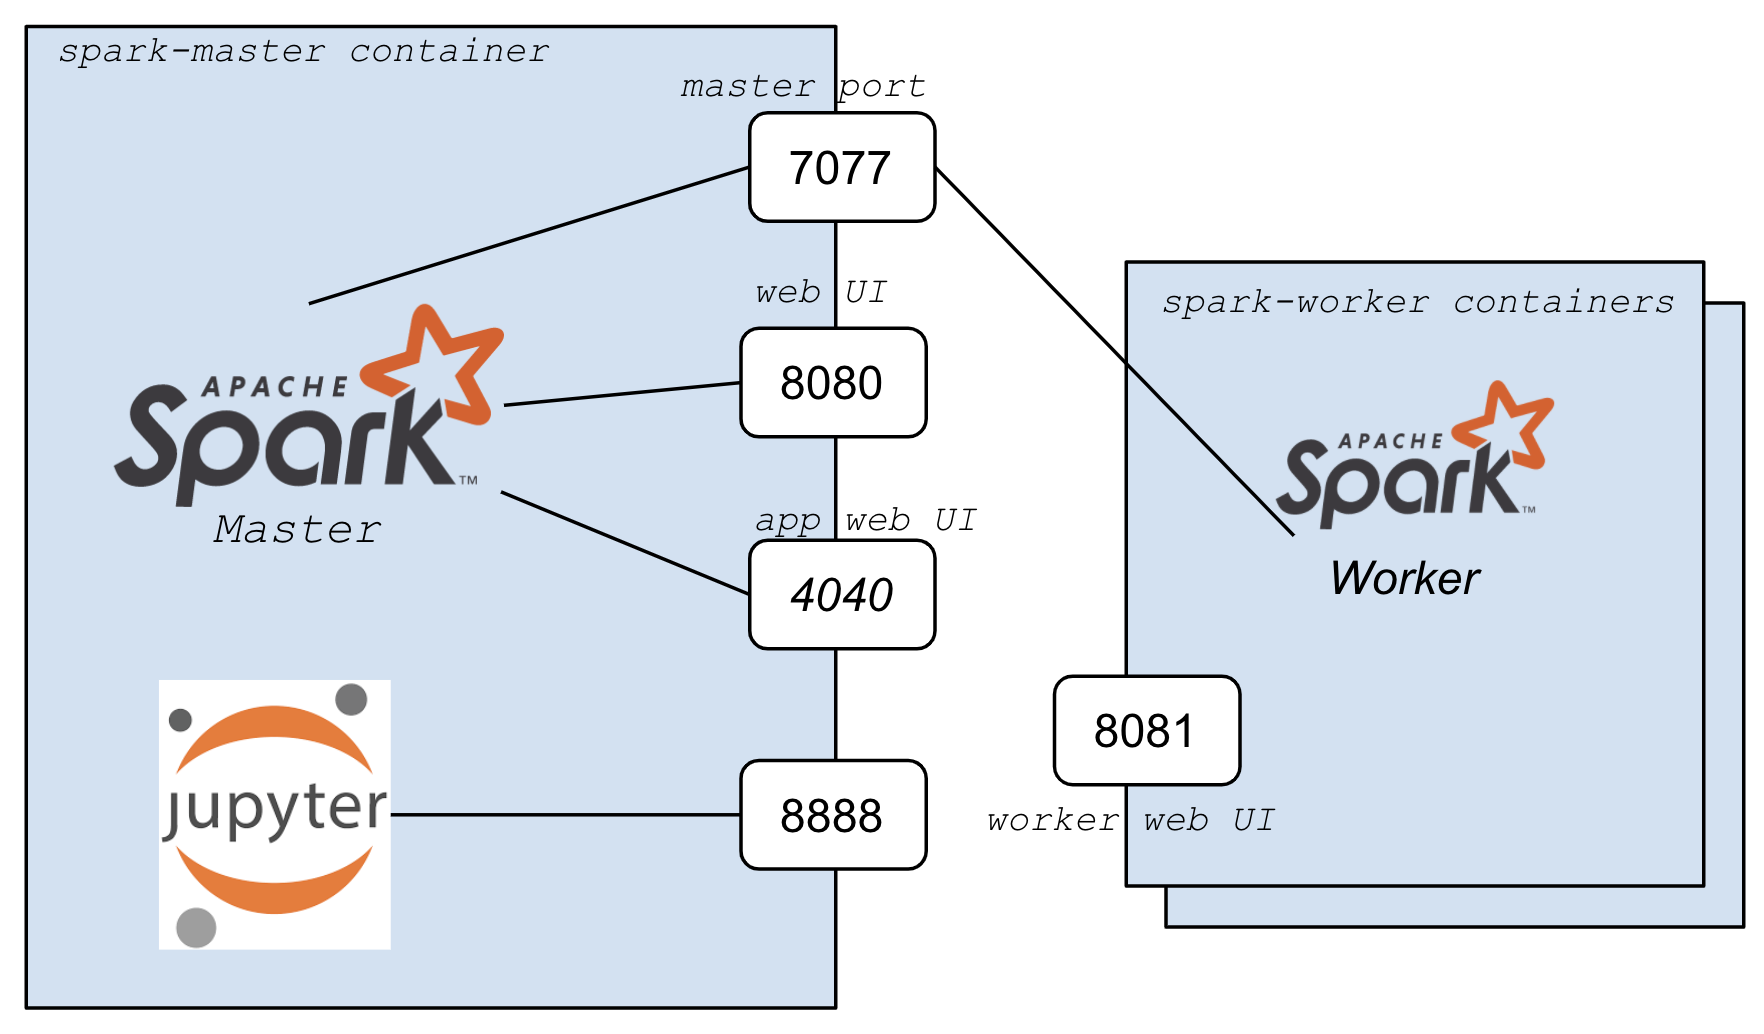 spark-master container
master port
7077
web UI
8080
APACHE
Spark™
Master
app web UI
4040
jupyter
8888
spark-worker containers
APACHE
Spark™
Worker
8081
worker web UI